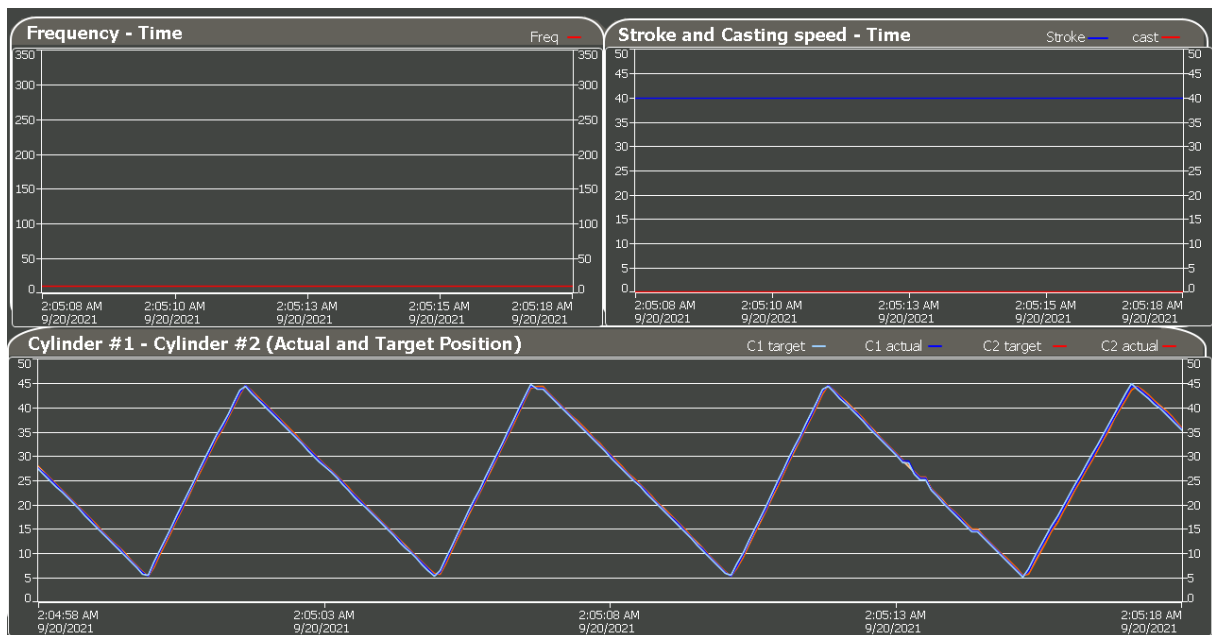 Frequency - Time
Freq
350 350
300 300
250 250
200 200
150 150
100 100
50 50
0 0
2:05:08 AM 2:05:10 AM 2:05:13 AM 2:05:15 AM 2:05:18 AM
9/20/2021 9/20/2021 9/20/2021 9/20/2021 9/20/2021
Stroke and Casting speed - Time
Stroke cast
50 50
45 45
40 40
35 35
30 30
25 25
20 20
15 15
10 10
5 5
0 0
2:05:08 AM 2:05:10 AM 2:05:13 AM 2:05:15 AM 2:05:18 AM
9/20/2021 9/20/2021 9/20/2021 9/20/2021 9/20/2021
Cylinder #1 - Cylinder #2 (Actual and Target Position)
C1 target C1 actual C2 target C2 actual
50 50
45 45
40 40
35 35
30 30
25 25
20 20
15 15
10 10
5 5
0 0
2:04:58 AM 2:05:03 AM 2:05:08 AM 2:05:13 AM 2:05:18 AM
9/20/2021 9/20/2021 9/20/2021 9/20/2021 9/20/2021